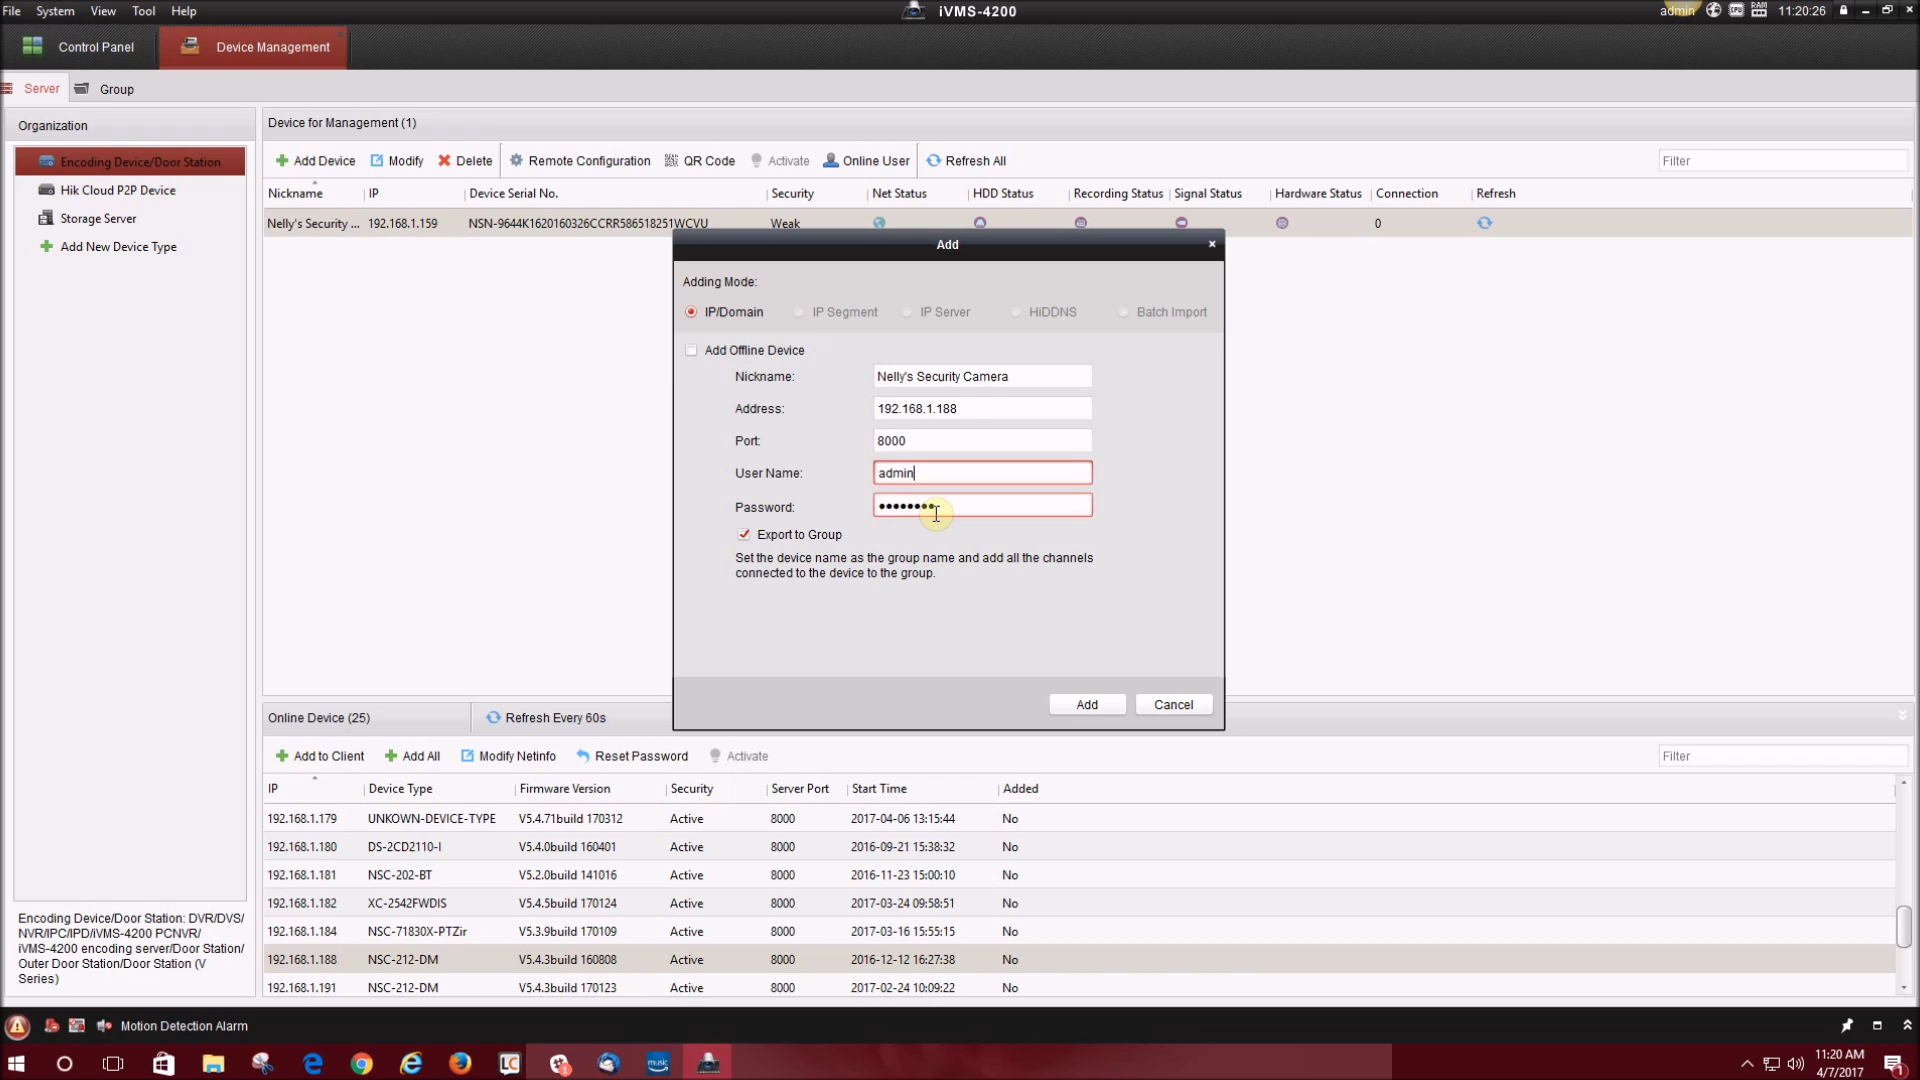 File System View Tool Help
iVMS-4200
admin 11:20:26
Control Panel
Device Management
Server Group
Organization
Encoding Device/Door Station
Hik Cloud P2P Device
Storage Server
Add New Device Type
Encoding Device/Door Station: DVR/DVS/
NVR/IPC/IPD/iVMS-4200 PCNVR/
iVMS-4200 encoding server/Door Station/
Outer Door Station/Door Station (V
Series)
Device for Management (1)
Add Device Modify Delete Remote Configuration QR Code Activate Online User Refresh All Filter
Nickname IP Device Serial No. Security Net Status HDD Status Recording Status Signal Status Hardware Status Connection Refresh
Nelly's Security ... 192.168.1.159 NSN-9644K1620160326CCRR586518251WCVU Weak 0
Add
Adding Mode:
IP/Domain IP Segment IP Server HiDDNS Batch Import
Add Offline Device
Nickname: Nelly's Security Camera
Address: 192.168.1.188
Port: 8000
User Name: admin
Password: ••••••••
Export to Group
Set the device name as the group name and add all the channels
connected to the device to the group.
Add Cancel
Online Device (25) Refresh Every 60s
Add to Client Add All Modify Netinfo Reset Password Activate Filter
IP Device Type Firmware Version Security Server Port Start Time Added
192.168.1.179 UNKOWN-DEVICE-TYPE V5.4.71build 170312 Active 8000 2017-04-06 13:15:44 No
192.168.1.180 DS-2CD2110-I V5.4.0build 160401 Active 8000 2016-09-21 15:38:32 No
192.168.1.181 NSC-202-BT V5.2.0build 141016 Active 8000 2016-11-23 15:00:10 No
192.168.1.182 XC-2542FWDIS V5.4.5build 170124 Active 8000 2017-03-24 09:58:51 No
192.168.1.184 NSC-71830X-PTZir V5.3.9build 170109 Active 8000 2017-03-16 15:55:15 No
192.168.1.188 NSC-212-DM V5.4.3build 160808 Active 8000 2016-12-12 16:27:38 No
192.168.1.191 NSC-212-DM V5.4.3build 170123 Active 8000 2017-02-24 10:09:22 No
Motion Detection Alarm
LC 1 music 11:20 AM
4/7/2017 1